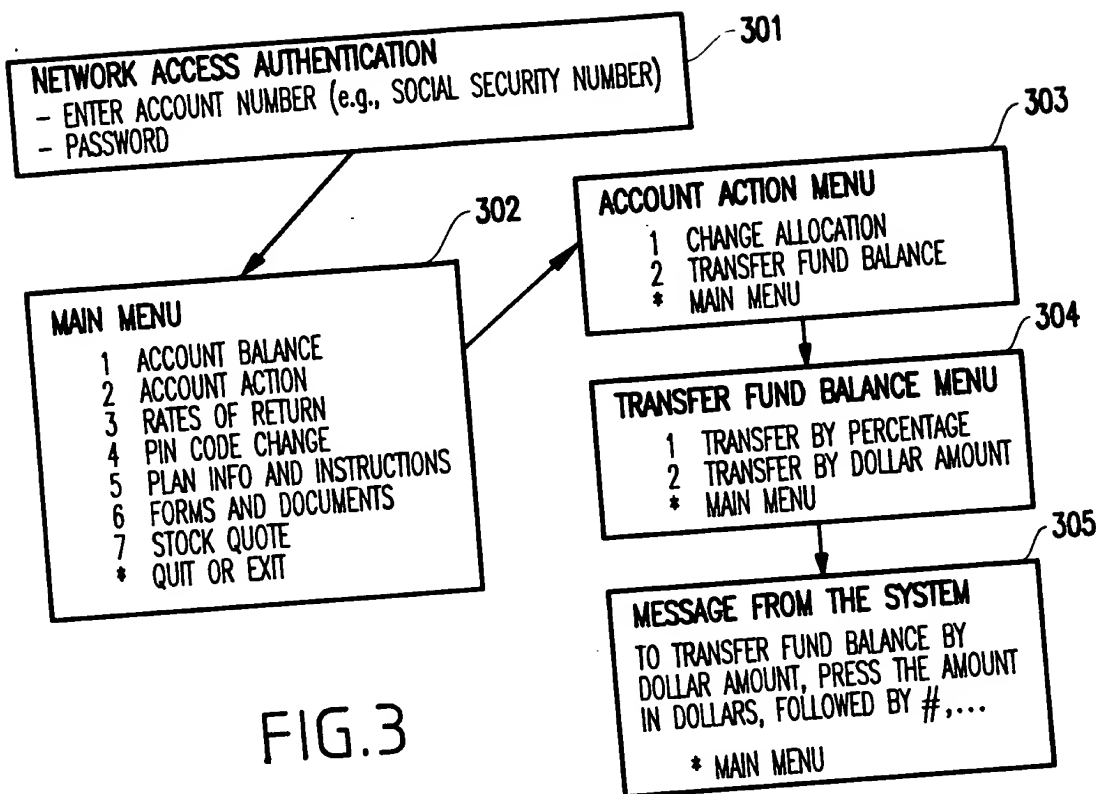 301
NETWORK ACCESS AUTHENTICATION
– ENTER ACCOUNT NUMBER (e.g., SOCIAL SECURITY NUMBER)
– PASSWORD
302
MAIN MENU
1 ACCOUNT BALANCE
2 ACCOUNT ACTION
3 RATES OF RETURN
4 PIN CODE CHANGE
5 PLAN INFO AND INSTRUCTIONS
6 FORMS AND DOCUMENTS
7 STOCK QUOTE
* QUIT OR EXIT
303
ACCOUNT ACTION MENU
1 CHANGE ALLOCATION
2 TRANSFER FUND BALANCE
* MAIN MENU
304
TRANSFER FUND BALANCE MENU
1 TRANSFER BY PERCENTAGE
2 TRANSFER BY DOLLAR AMOUNT
* MAIN MENU
305
MESSAGE FROM THE SYSTEM
TO TRANSFER FUND BALANCE BY
DOLLAR AMOUNT, PRESS THE AMOUNT
IN DOLLARS, FOLLOWED BY #,...
* MAIN MENU
FIG.3